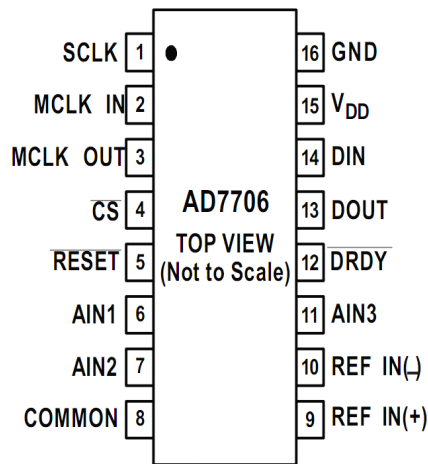 SCLK 1
MCLK IN 2
MCLK OUT 3
CS 4
RESET 5
AIN1 6
AIN2 7
COMMON 8
AD7706
TOP VIEW
(Not to Scale)
16 GND
15 VDD
14 DIN
13 DOUT
12 DRDY
11 AIN3
10 REF IN(–)
9 REF IN(+)